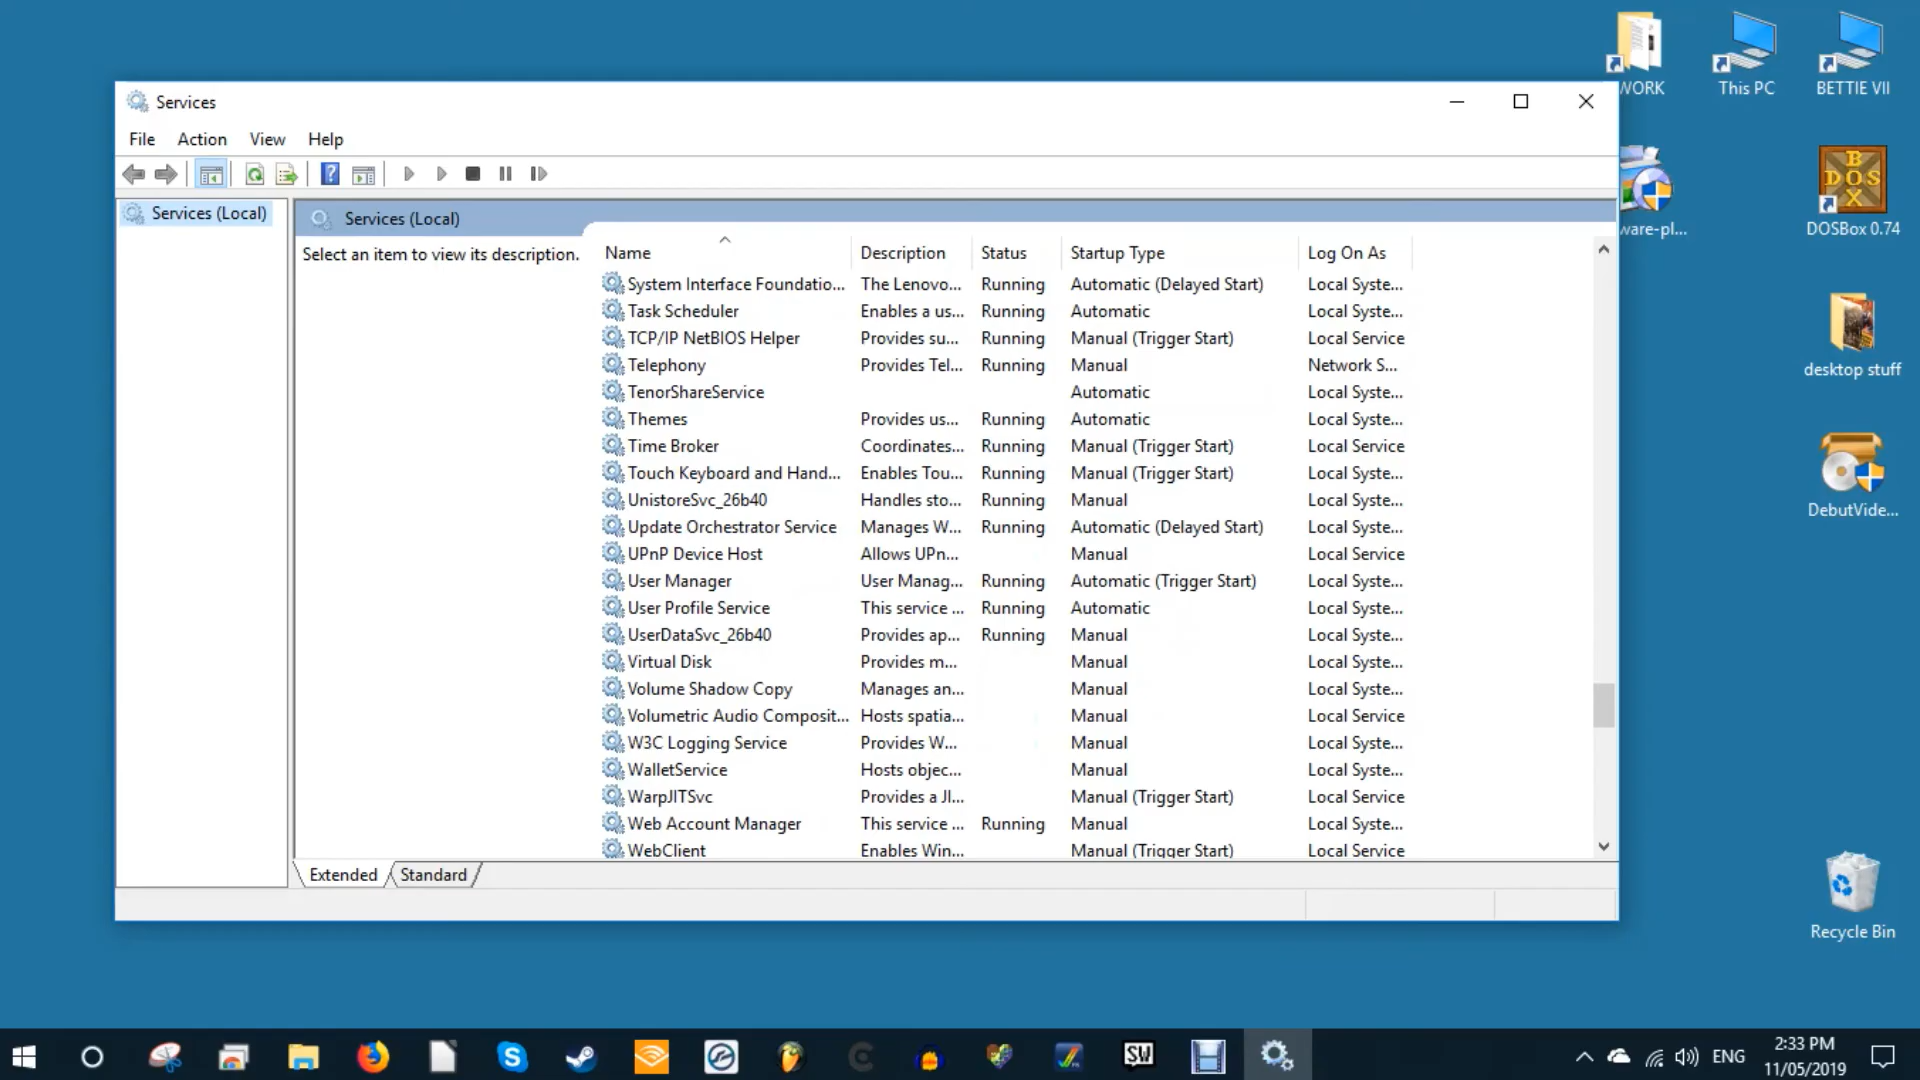 WORK
This PC
BETTIE VII
Services
File Action View Help
Services (Local)
Services (Local)
ware-pl...
DOSBox 0.74
Select an item to view its description.
Name Description Status Startup Type Log On As
System Interface Foundatio... The Lenovo... Running Automatic (Delayed Start) Local Syste...
Task Scheduler Enables a us... Running Automatic Local Syste...
TCP/IP NetBIOS Helper Provides su... Running Manual (Trigger Start) Local Service
Telephony Provides Tel... Running Manual Network S...
TenorShareService Automatic Local Syste...
Themes Provides us... Running Automatic Local Syste...
Time Broker Coordinates... Running Manual (Trigger Start) Local Service
Touch Keyboard and Hand... Enables Tou... Running Manual (Trigger Start) Local Syste...
UnistoreSvc_26b40 Handles sto... Running Manual Local Syste...
Update Orchestrator Service Manages W... Running Automatic (Delayed Start) Local Syste...
UPnP Device Host Allows UPn... Manual Local Service
User Manager User Manag... Running Automatic (Trigger Start) Local Syste...
User Profile Service This service ... Running Automatic Local Syste...
UserDataSvc_26b40 Provides ap... Running Manual Local Syste...
Virtual Disk Provides m... Manual Local Syste...
Volume Shadow Copy Manages an... Manual Local Syste...
Volumetric Audio Composit... Hosts spatia... Manual Local Service
W3C Logging Service Provides W... Manual Local Syste...
WalletService Hosts objec... Manual Local Syste...
WarpJITSvc Provides a JI... Manual (Trigger Start) Local Service
Web Account Manager This service ... Running Manual Local Syste...
WebClient Enables Win... Manual (Trigger Start) Local Service
Extended Standard
desktop stuff
DebutVide...
Recycle Bin
SW
ENG
2:33 PM
11/05/2019